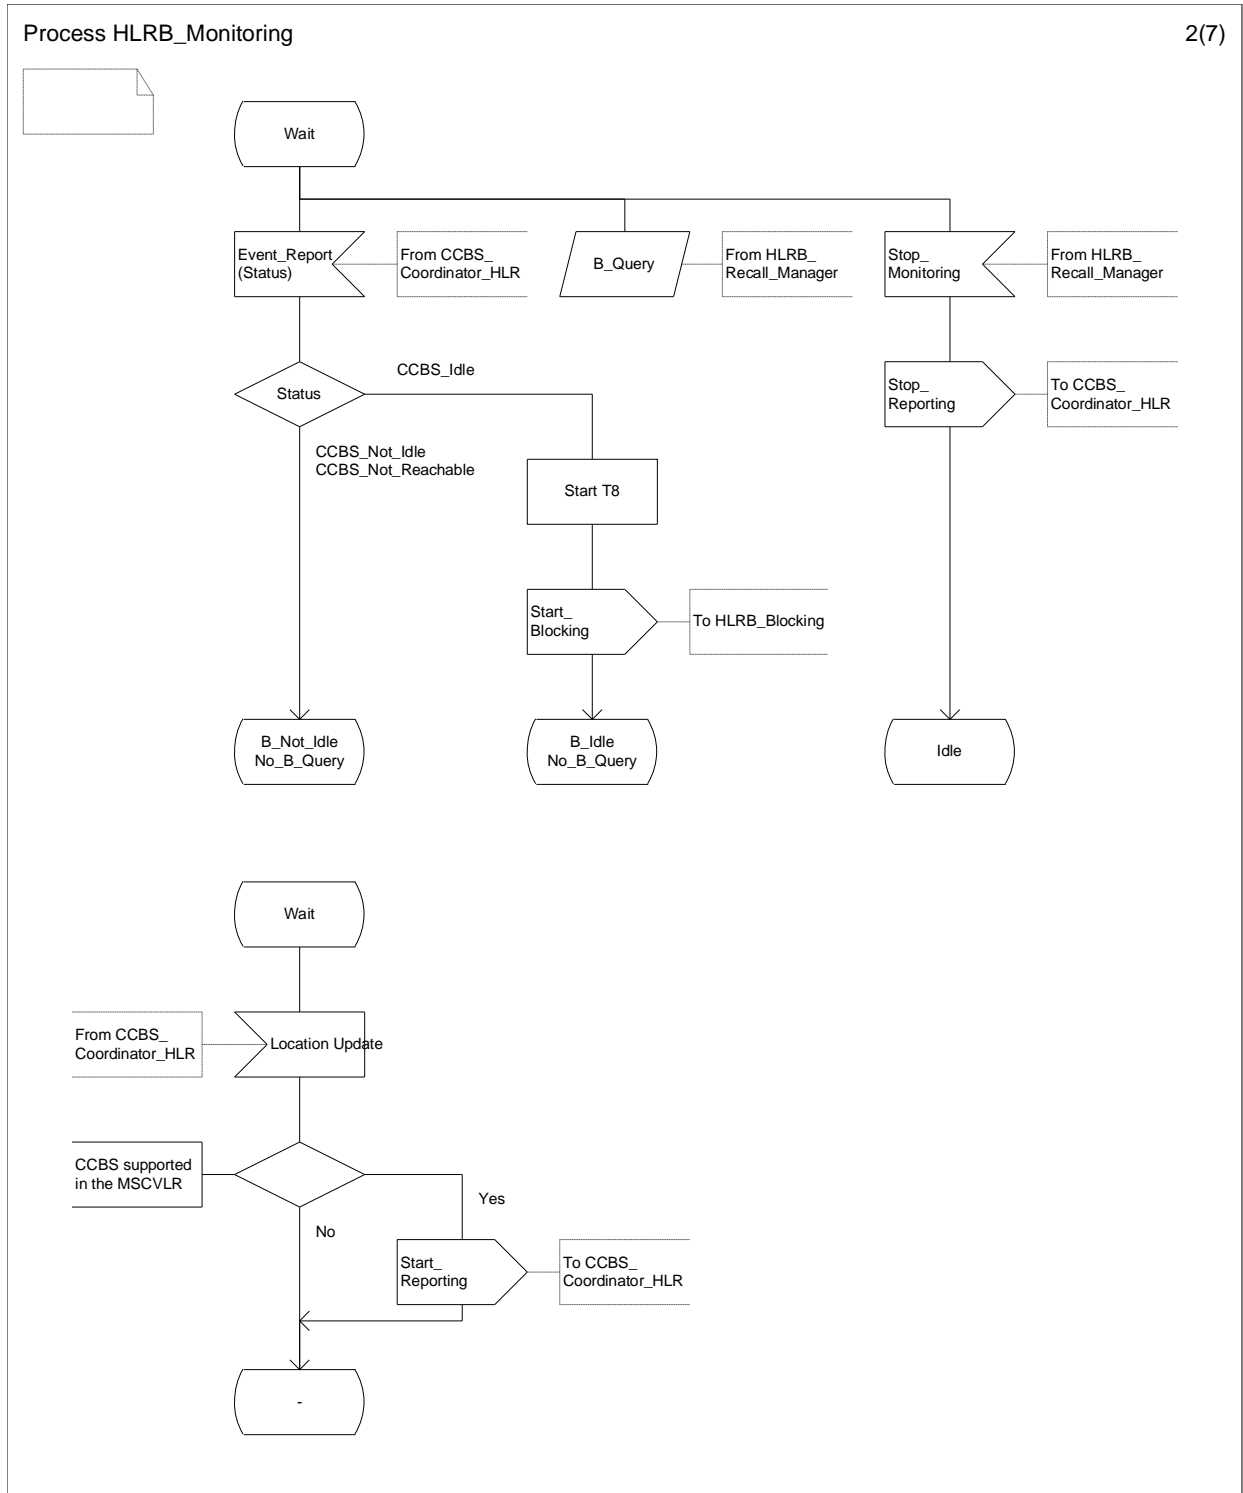 Process HLRB_Monitoring
2(7)
Wait
Event_Report
(Status)
From CCBS_
Coordinator_HLR
B_Query
From HLRB_
Recall_Manager
Stop_
Monitoring
From HLRB_
Recall_Manager
Status
CCBS_Idle
Stop_
Reporting
To CCBS_
Coordinator_HLR
CCBS_Not_Idle
CCBS_Not_Reachable
Start T8
Start_
Blocking
To HLRB_Blocking
B_Not_Idle
No_B_Query
B_Idle
No_B_Query
Idle
Wait
From CCBS_
Coordinator_HLR
Location Update
CCBS supported
in the MSCVLR
Yes
No
Start_
Reporting
To CCBS_
Coordinator_HLR
-